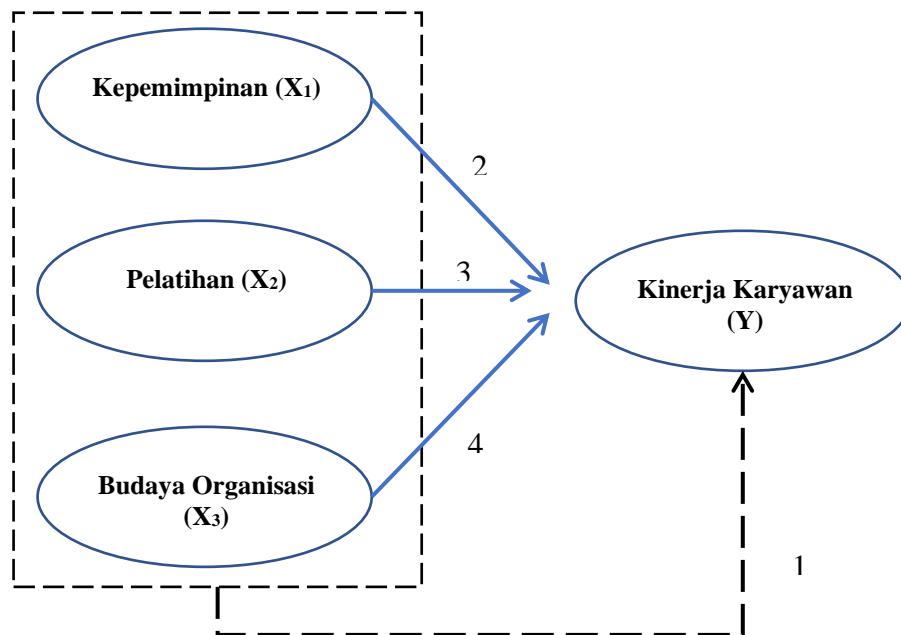 Kepemimpinan (X₁)
2
Pelatihan (X₂)
3
Kinerja Karyawan
(Y)
4
Budaya Organisasi
(X₃)
1